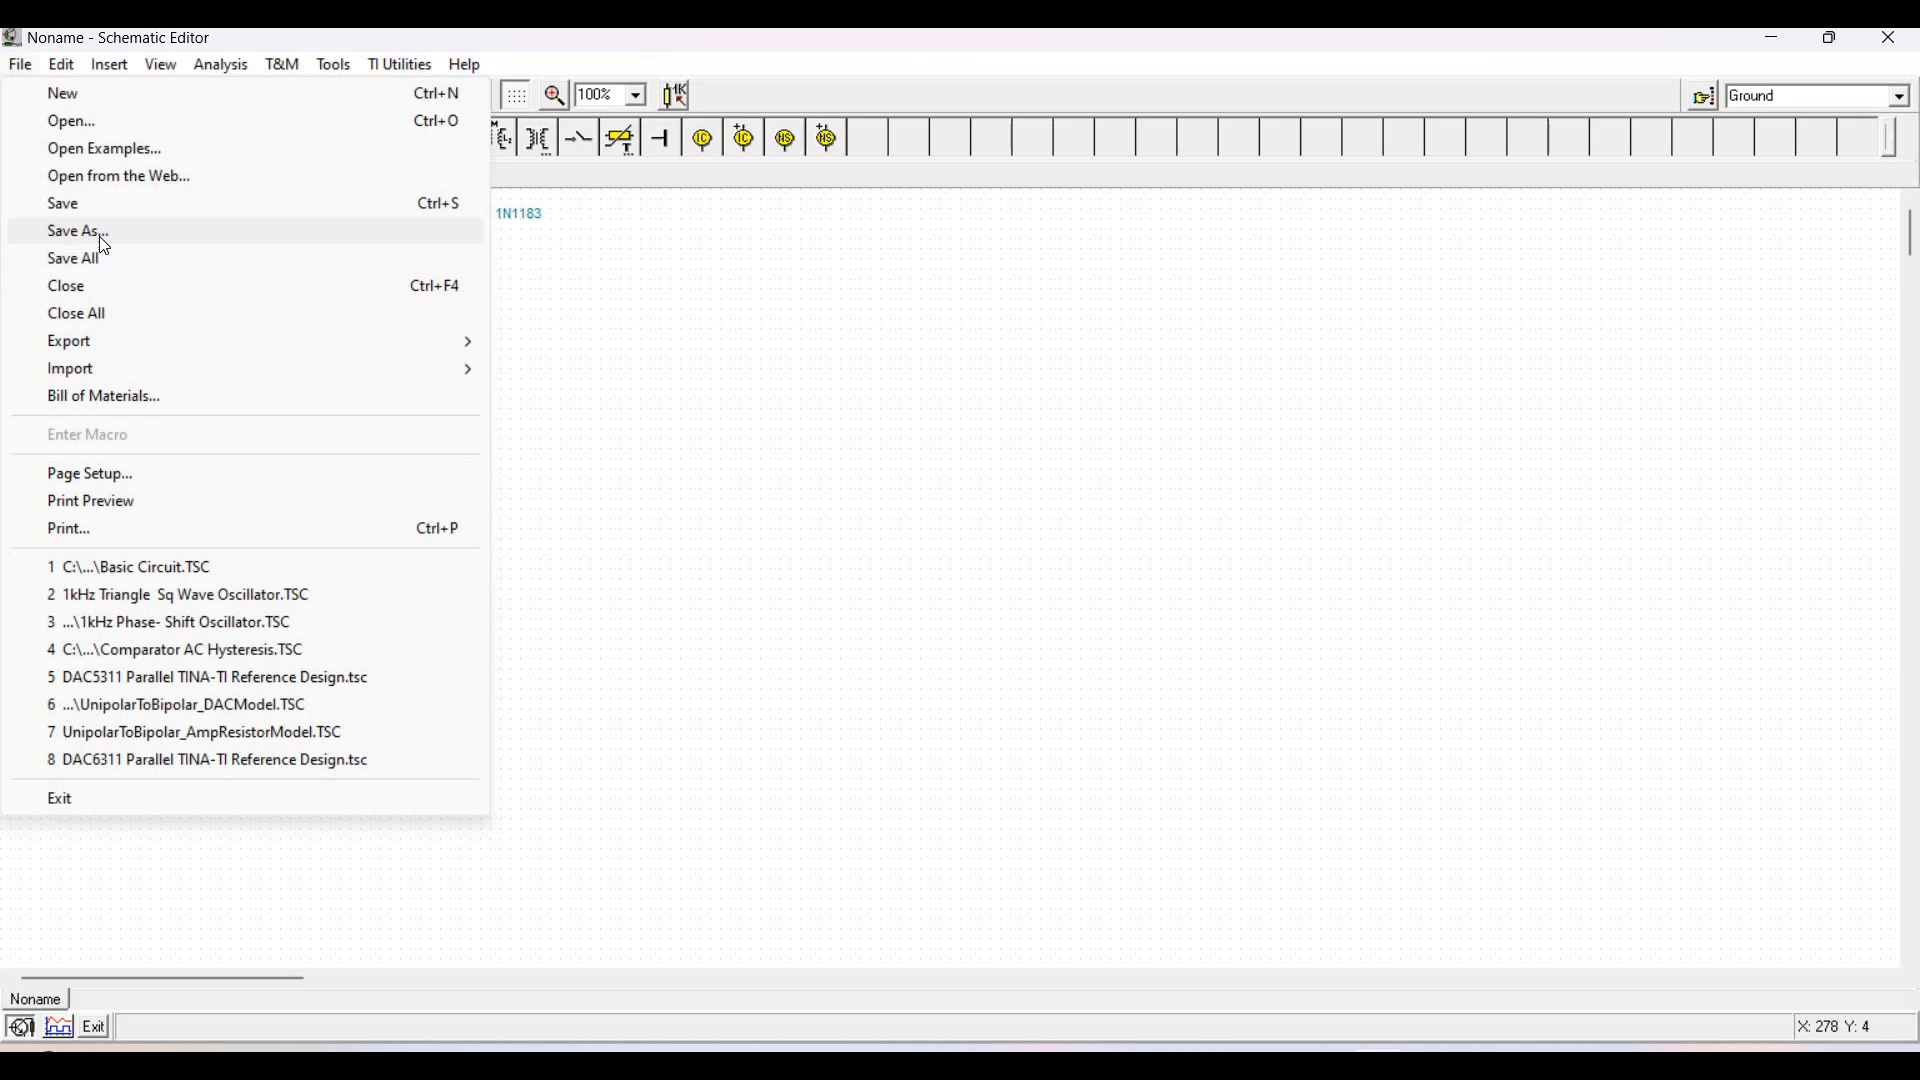 Noname - Schematic Editor
File Edit Insert View Analysis T&M Tools TI Utilities Help
New Ctrl+N
100%
1K
Ground
Open... Ctrl+O
Open Examples...
Open from the Web...
Save Ctrl+S
1N1183
Save As...
Save All
Close Ctrl+F4
Close All
Export
Import
Bill of Materials...
Enter Macro
Page Setup...
Print Preview
Print... Ctrl+P
1 C:\...\Basic Circuit.TSC
2 1kHz Triangle Sq Wave Oscillator.TSC
3 ...\1kHz Phase- Shift Oscillator.TSC
4 C:\...\Comparator AC Hysteresis.TSC
5 DAC5311 Parallel TINA-TI Reference Design.tsc
6 ...\UnipolarToBipolar_DACModel.TSC
7 UnipolarToBipolar_AmpResistorModel.TSC
8 DAC6311 Parallel TINA-TI Reference Design.tsc
Exit
Noname
Exit
X: 278 Y: 4